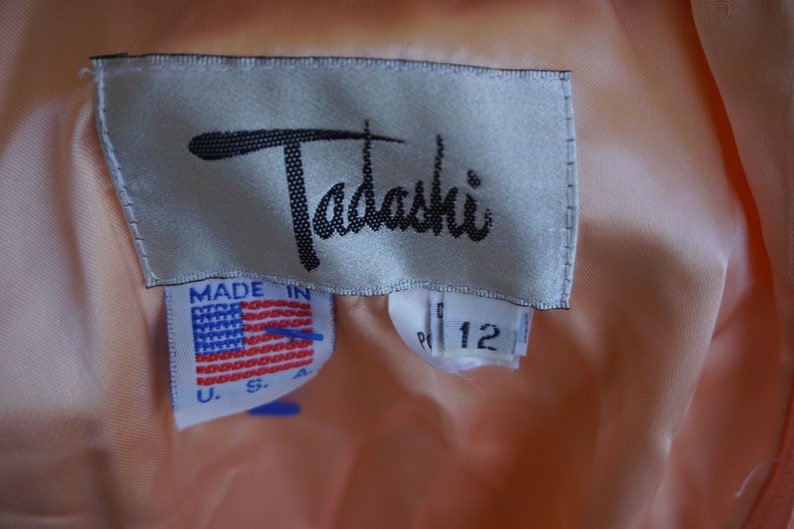 Tadashi
MADE IN
U. S. A.
12